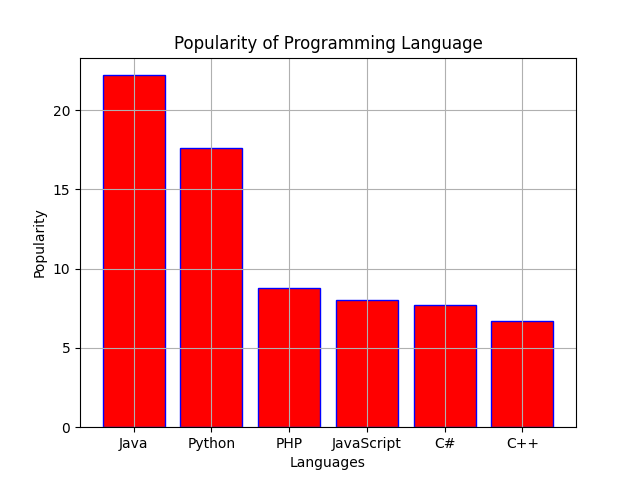 Popularity of Programming Language
20
15
10
5
0
Popularity
Java Python PHP JavaScript C# C++
Languages